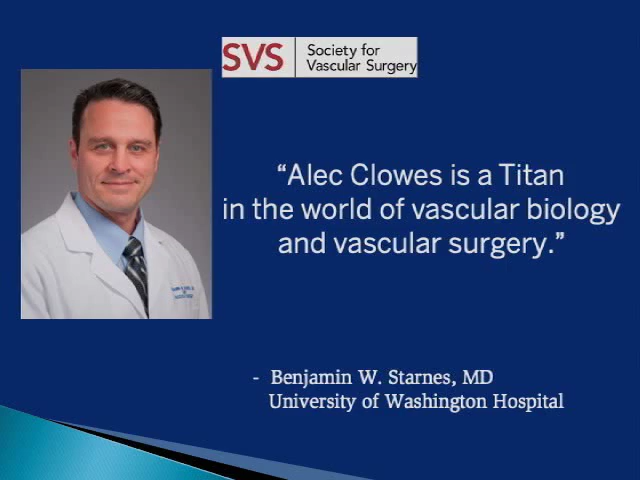 SVS
Society for
Vascular Surgery
“Alec Clowes is a Titan
in the world of vascular biology
and vascular surgery.”
- Benjamin W. Starnes, MD
University of Washington Hospital